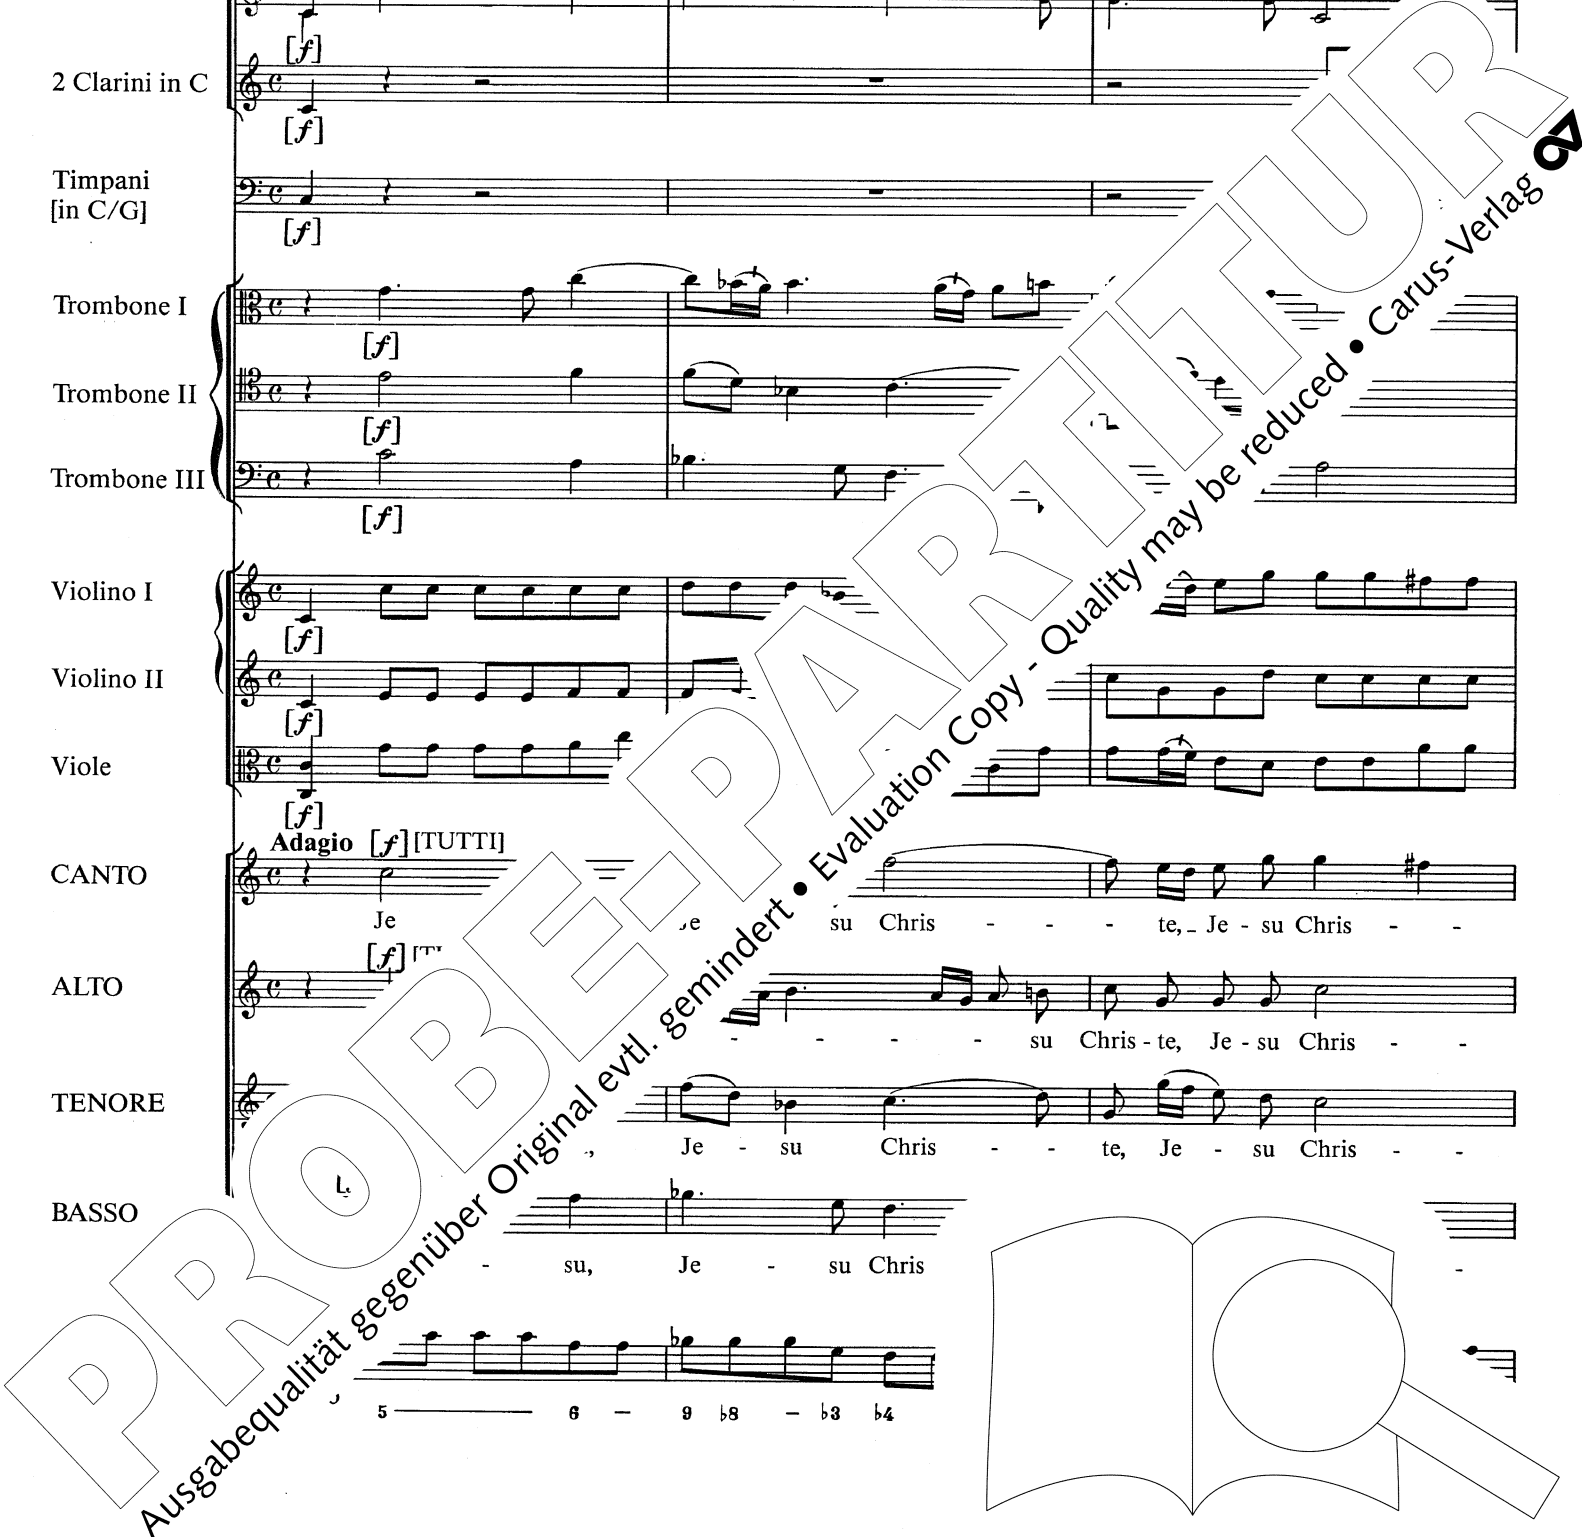 [f]
2 Clarini in C
[f]
Timpani
[in C/G]
[f]
Trombone I
[f]
Trombone II
[f]
Trombone III
[f]
Violino I
[f]
Violino II
[f]
Viole
[f]
Adagio [f] [TUTTI]
CANTO
Je su Chris - - - te, _ Je - su Chris - -
[f]
ALTO
- - - su Chris - te, Je - su Chris - -
TENORE
Je - su Chris - - te, Je - su Chris - -
BASSO
- su, Je - su Chris -
5 — 6 — 9 ♭8 — ♭3 ♭4
PROBE-PARTITUR
Ausgabequalität gegenüber Original evtl. gemindert • Evaluation Copy - Quality may be reduced • Carus-Verlag